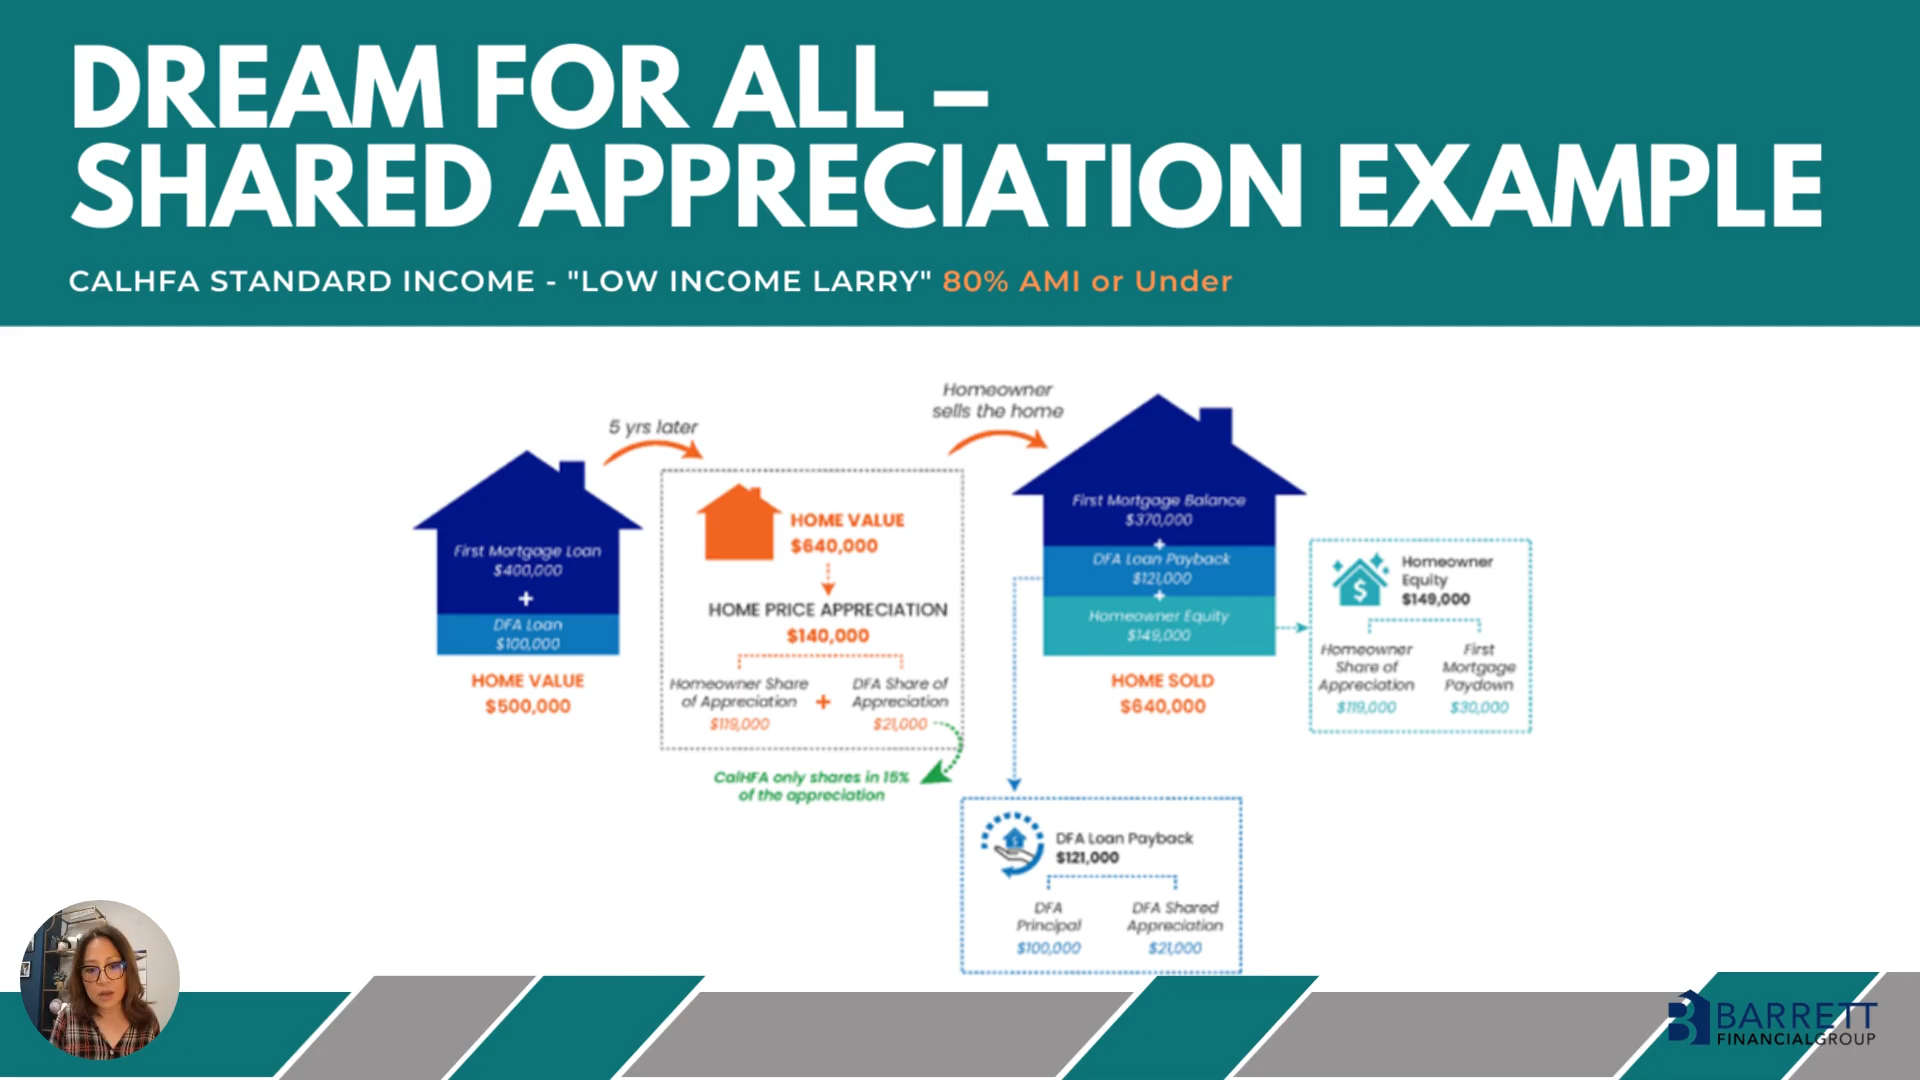 DREAM FOR ALL –
SHARED APPRECIATION EXAMPLE
CALHFA STANDARD INCOME - "LOW INCOME LARRY" 80% AMI or Under
5 yrs later
Homeowner
sells the home
First Mortgage Loan
$400,000
+
DFA Loan
$100,000
HOME VALUE
$500,000
HOME VALUE
$640,000
HOME PRICE APPRECIATION
$140,000
Homeowner Share
of Appreciation
$119,000
+
DFA Share of
Appreciation
$21,000
CalHFA only shares in 15%
of the appreciation
First Mortgage Balance
$370,000
+
DFA Loan Payback
$121,000
+
Homeowner Equity
$149,000
HOME SOLD
$640,000
Homeowner
Equity
$149,000
Homeowner
Share of
Appreciation
$119,000
First
Mortgage
Paydown
$30,000
DFA Loan Payback
$121,000
DFA
Principal
$100,000
DFA Shared
Appreciation
$21,000
BARRETT
FINANCIALGROUP